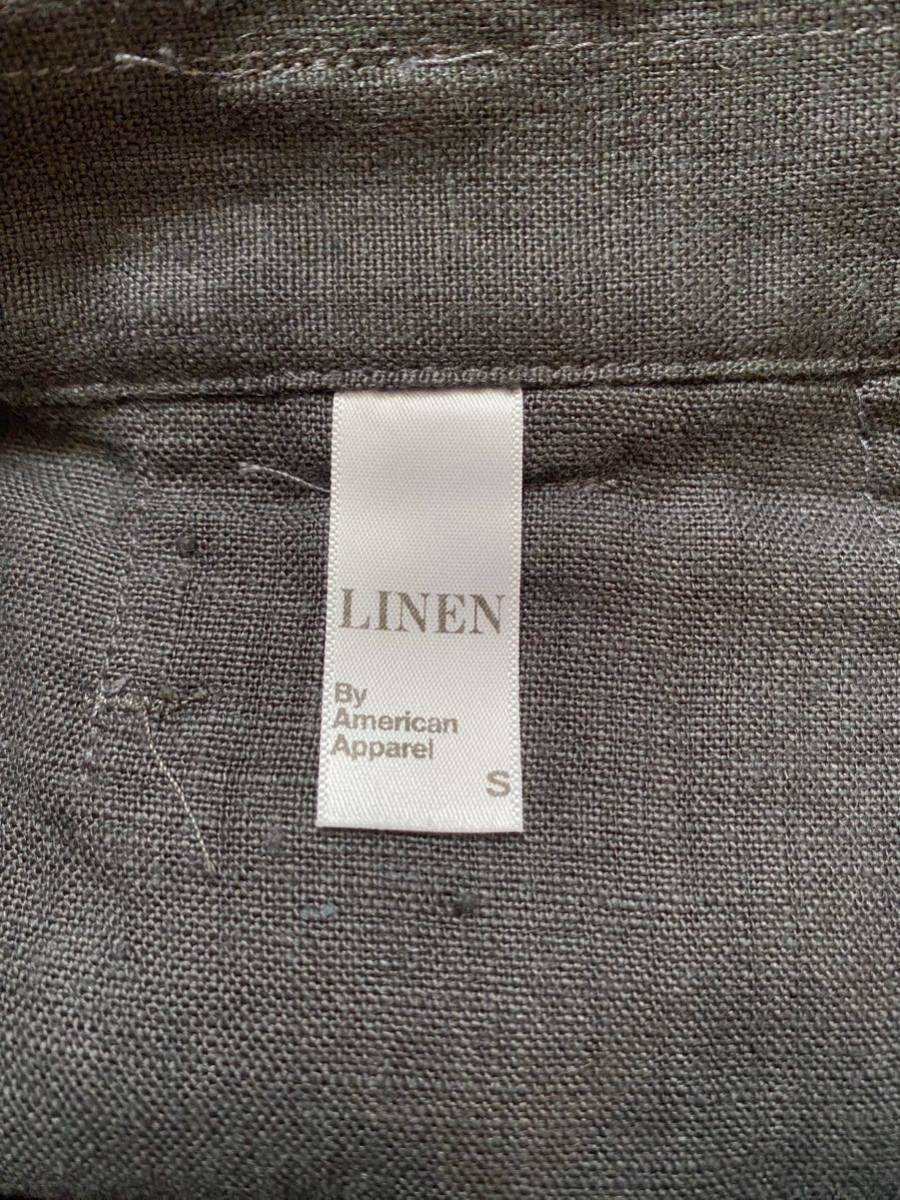 LINEN
By
American
Apparel
S